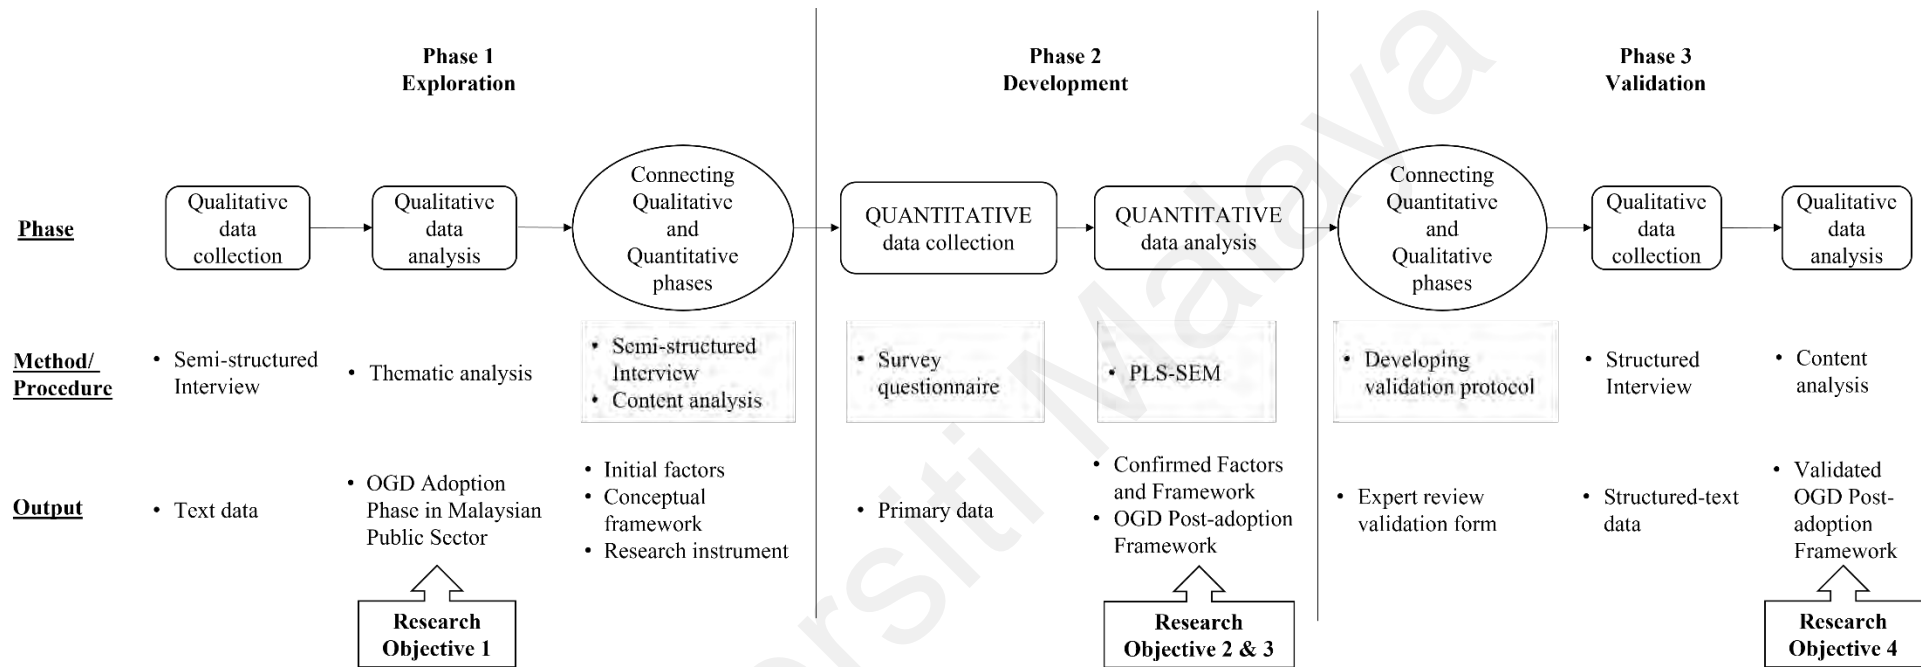 Phase 1
Exploration
Phase 2
Development
Phase 3
Validation
Phase
Qualitative
data
collection
Qualitative
data
analysis
Connecting
Qualitative
and
Quantitative
phases
QUANTITATIVE
data collection
QUANTITATIVE
data analysis
Connecting
Quantitative
and
Qualitative
phases
Qualitative
data
collection
Qualitative
data
analysis
Method/
Procedure
• Semi-structured
Interview
• Thematic analysis
• Semi-structured
Interview
• Content analysis
• Survey
questionnaire
• PLS-SEM
• Developing
validation protocol
• Structured
Interview
• Content
analysis
Output
• Text data
• OGD Adoption
Phase in Malaysian
Public Sector
• Initial factors
• Conceptual
framework
• Research instrument
• Primary data
• Confirmed Factors
and Framework
• OGD Post-adoption
Framework
• Expert review
validation form
• Structured-text
data
• Validated
OGD Post-
adoption
Framework
Research
Objective 1
Research
Objective 2 & 3
Research
Objective 4
ersiti Malaya